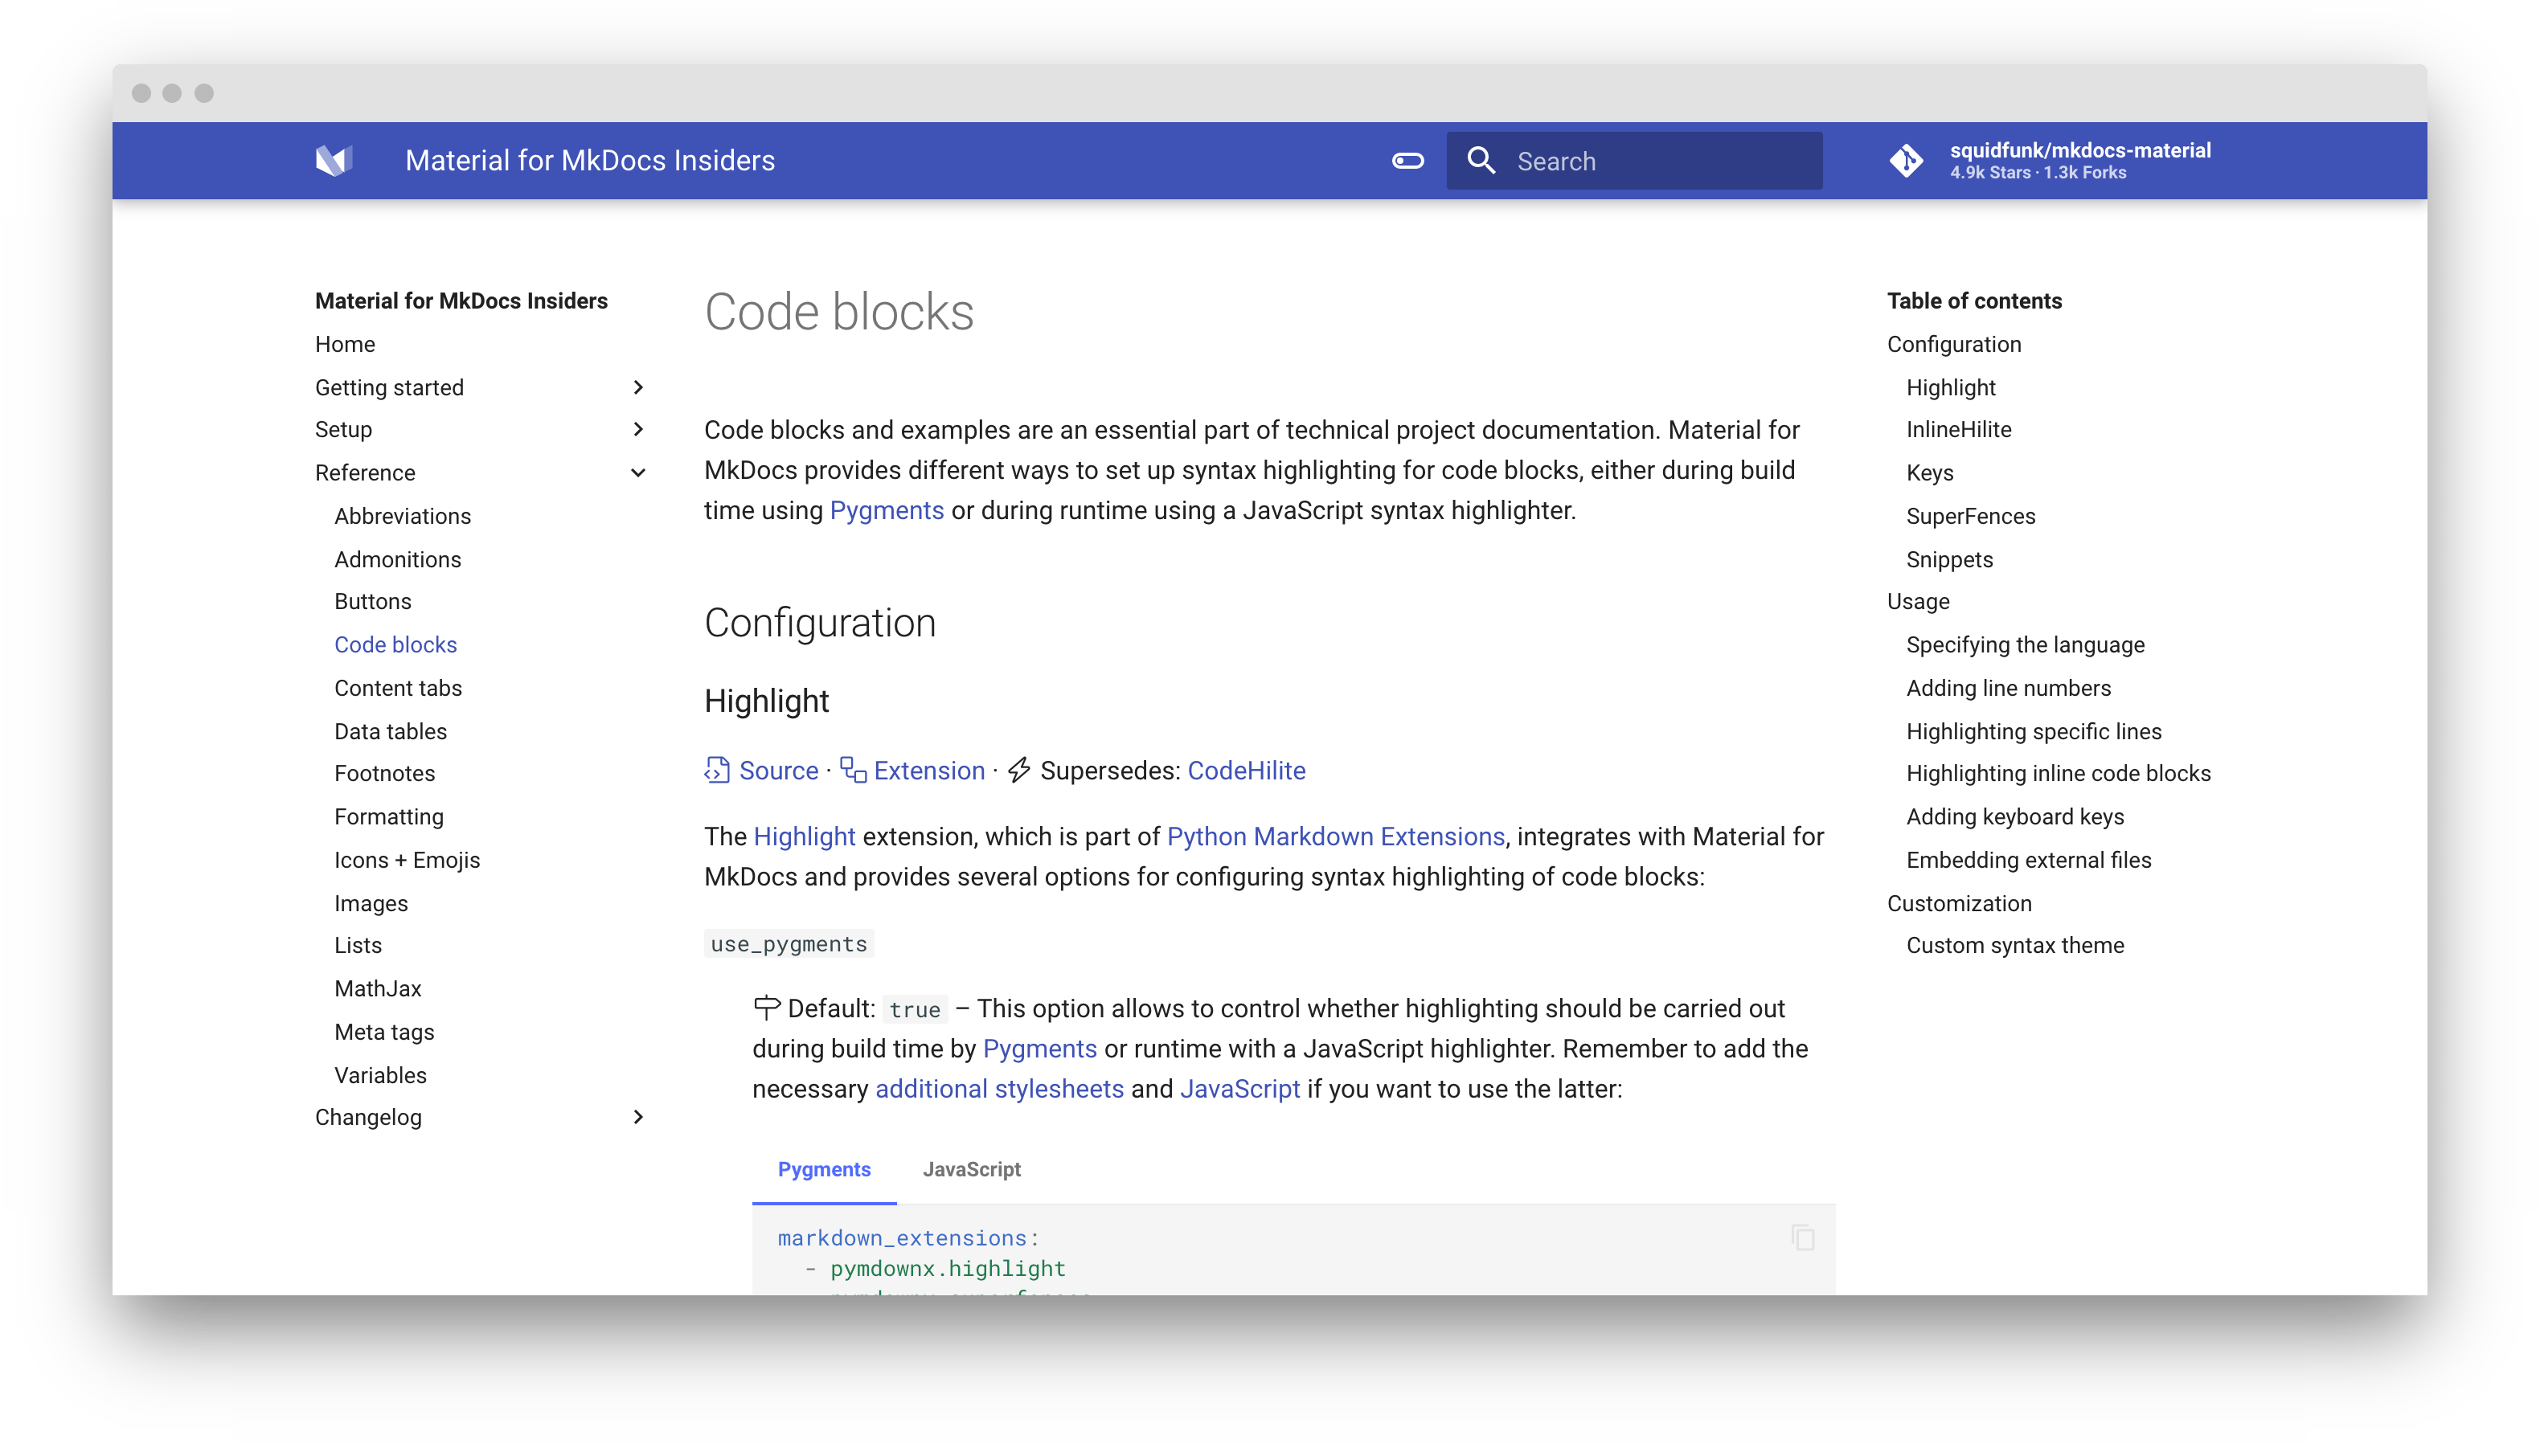 Material for MkDocs Insiders
Search
squidfunk/mkdocs-material
4.9k Stars · 1.3k Forks
Material for MkDocs Insiders
Home
Getting started
Setup
Reference
Abbreviations
Admonitions
Buttons
Code blocks
Content tabs
Data tables
Footnotes
Formatting
Icons + Emojis
Images
Lists
MathJax
Meta tags
Variables
Changelog
Code blocks
Code blocks and examples are an essential part of technical project documentation. Material for
MkDocs provides different ways to set up syntax highlighting for code blocks, either during build
time using Pygments or during runtime using a JavaScript syntax highlighter.
Configuration
Highlight
Source · Extension · Supersedes: CodeHilite
The Highlight extension, which is part of Python Markdown Extensions, integrates with Material for
MkDocs and provides several options for configuring syntax highlighting of code blocks:
use_pygments
Default: true – This option allows to control whether highlighting should be carried out
during build time by Pygments or runtime with a JavaScript highlighter. Remember to add the
necessary additional stylesheets and JavaScript if you want to use the latter:
Pygments JavaScript
markdown_extensions:
- pymdownx.highlight
Table of contents
Configuration
Highlight
InlineHilite
Keys
SuperFences
Snippets
Usage
Specifying the language
Adding line numbers
Highlighting specific lines
Highlighting inline code blocks
Adding keyboard keys
Embedding external files
Customization
Custom syntax theme